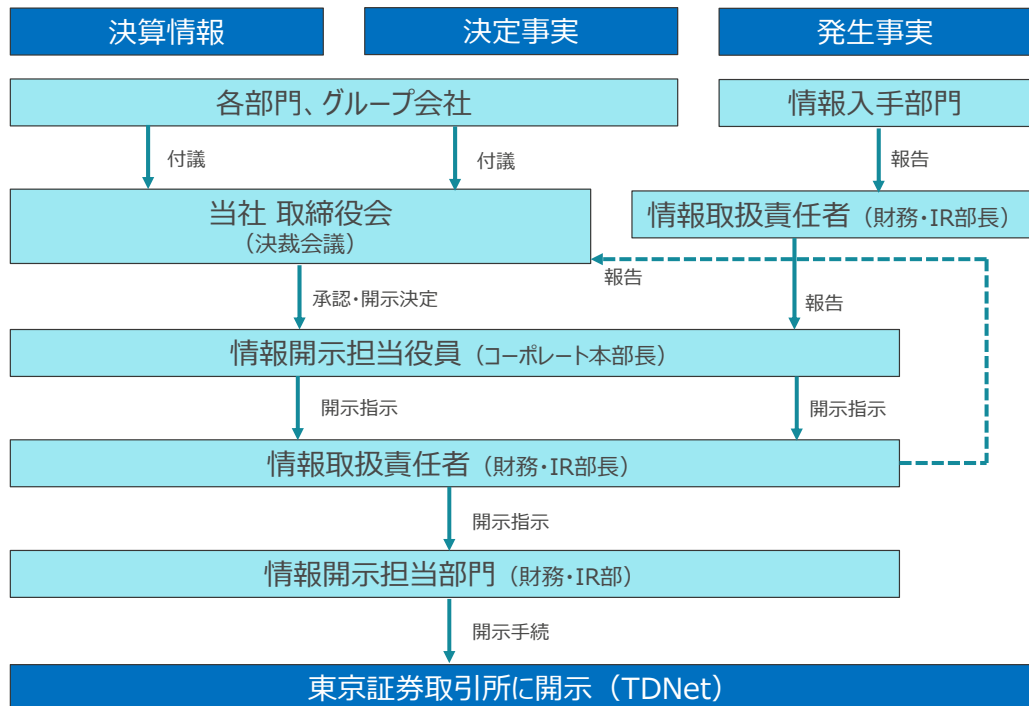 決算情報
決定事実
発生事実
各部門、グループ会社
情報入手部門
付議
付議
報告
当社 取締役会
（決裁会議）
情報取扱責任者（財務・IR部長）
報告
承認・開示決定
報告
情報開示担当役員（コーポレート本部長）
開示指示
開示指示
情報取扱責任者（財務・IR部長）
開示指示
情報開示担当部門（財務・IR部）
開示手続
東京証券取引所に開示（TDNet）